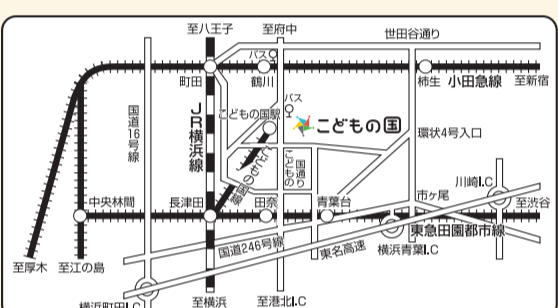 至八王子
至府中
世田谷通り
バス
町田
鶴川
柿生
小田急線
至新宿
国道16号線
JR横浜線
こどもの国駅
バス
こどもの国
環状4号入口
こどもの国線
こどもの国通り
中央林間
長津田
田奈
青葉台
市ヶ尾
川崎I.C
至渋谷
東急田園都市線
国道246号線
東名高速
横浜青葉I.C
至厚木
至江の島
横浜町田I.C
至横浜
至港北I.C